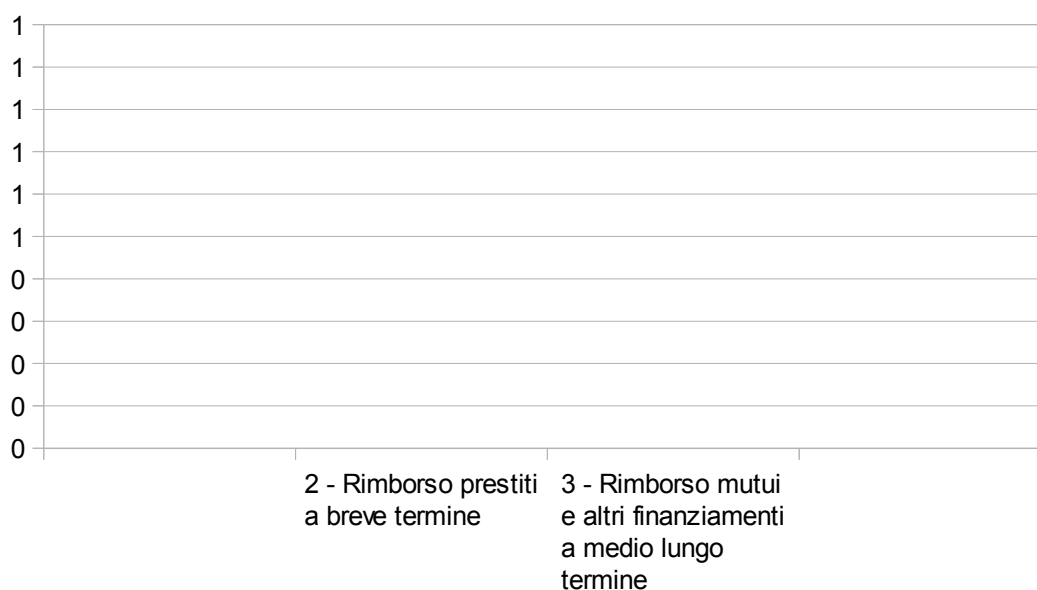 1
1
1
1
1
1
0
0
0
0
0
2 - Rimborso prestiti
a breve termine
3 - Rimborso mutui
e altri finanziamenti
a medio lungo
termine